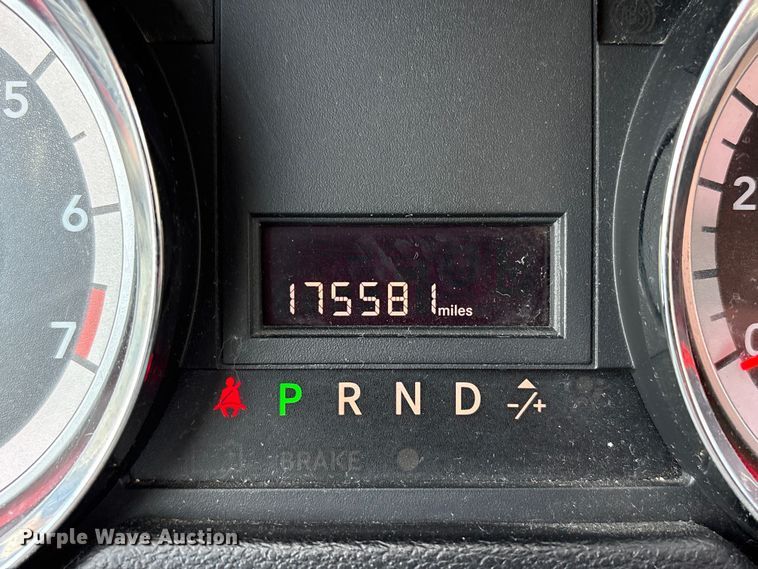 5
6
7
2
0
175581 miles
P R N D -/+
BRAKE
Purple Wave Auction